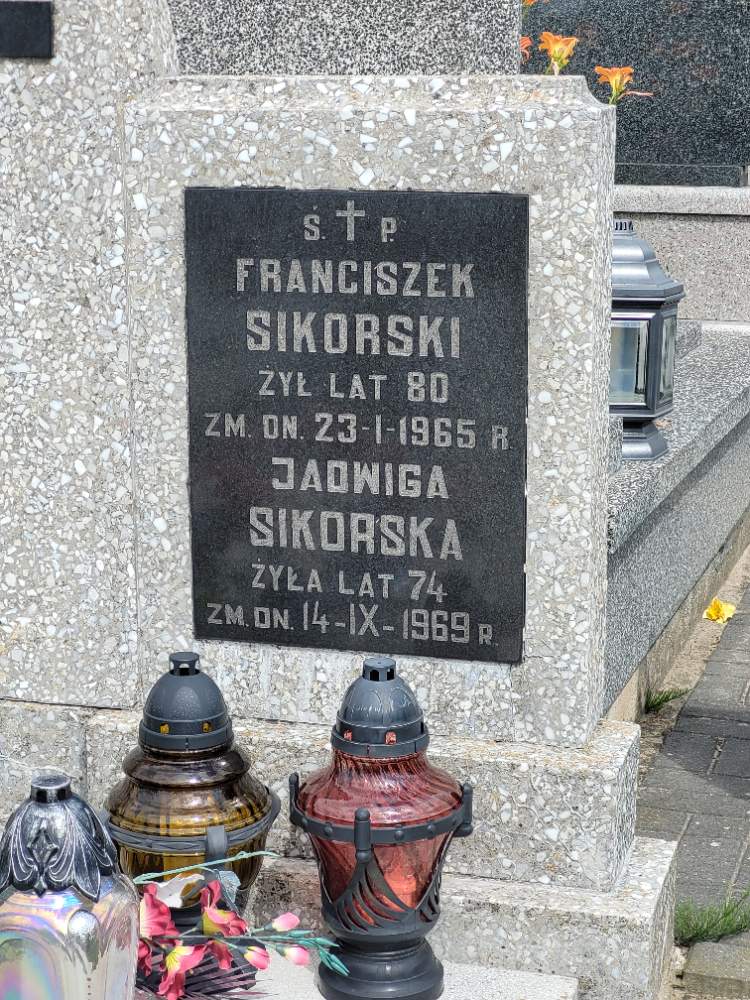 Ś. † P.
FRANCISZEK
SIKORSKI
ŻYŁ LAT 80
ZM. DN. 23-I-1965 R.
JADWIGA
SIKORSKA
ŻYŁA LAT 74
ZM. DN. 14-IX-1969 R.